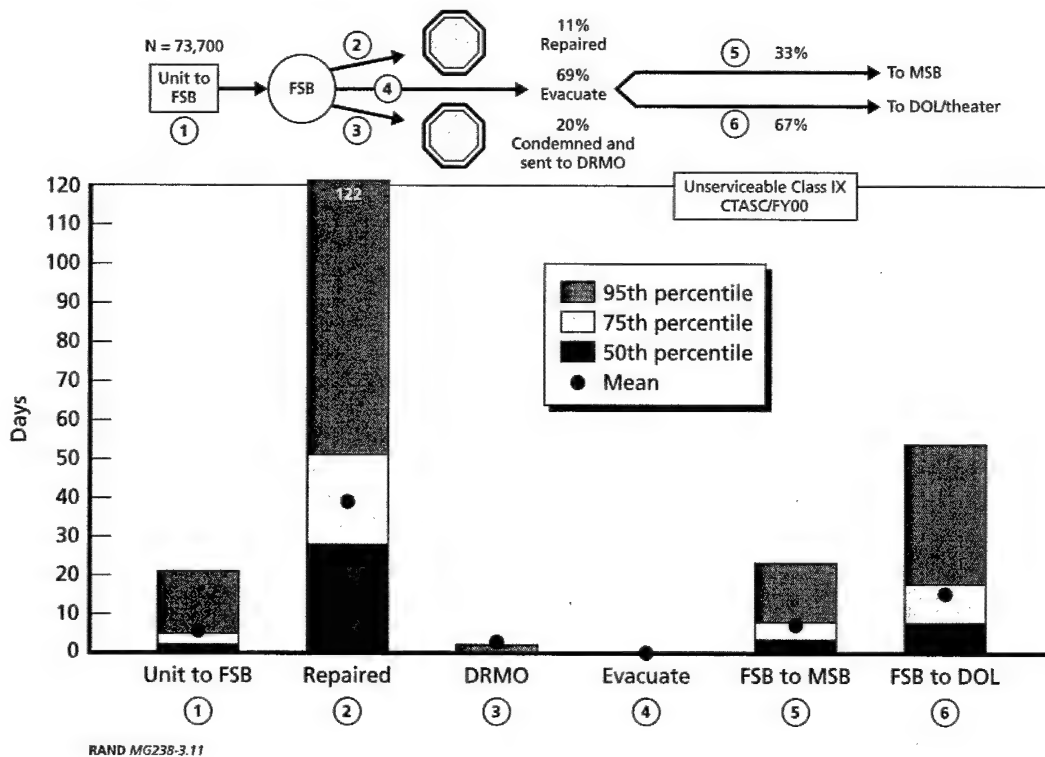 N = 73,700
Unit to
FSB
1
FSB
2
4
3
11%
Repaired
69%
Evacuate
20%
Condemned and
sent to DRMO
5 33%
To MSB
To DOL/theater
6 67%
Unserviceable Class IX
CTASC/FY00
120
110
100
90
80
70
60
50
40
30
20
10
0
Days
122
95th percentile
75th percentile
50th percentile
Mean
Unit to FSB Repaired DRMO Evacuate FSB to MSB FSB to DOL
1 2 3 4 5 6
RAND MG238-3.11